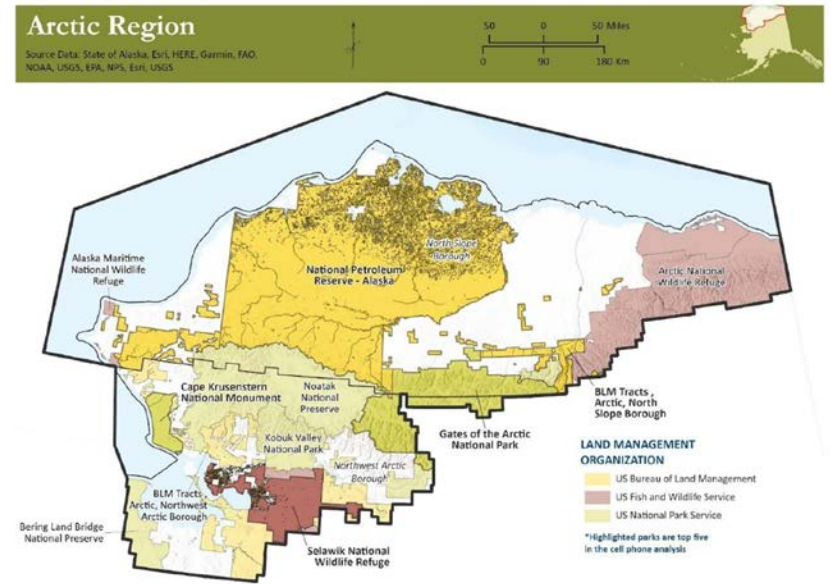 Arctic Region
Source Data: State of Alaska, Esri, HERE, Garmin, FAO,
NOAA, USGS, EPA, NPS, Esri, USGS
50 0 50 Miles
0 90 180 Km
Alaska Maritime
National Wildlife
Refuge
North Slope
Borough
National Petroleum
Reserve - Alaska
Arctic National
Wildlife Refuge
Cape Krusenstern
National Monument
Noatak
National
Preserve
Kobuk Valley
National Park
Northwest Arctic
Borough
BLM Tracts ,
Arctic, North
Slope Borough
Gates of the Arctic
National Park
BLM Tracts ,
Arctic, Northwest
Arctic Borough
Bering Land Bridge
National Preserve
Selawik National
Wildlife Refuge
LAND MANAGEMENT
ORGANIZATION
US Bureau of Land Management
US Fish and Wildlife Service
US National Park Service
*Highlighted parks are top five
in the cell phone analysis